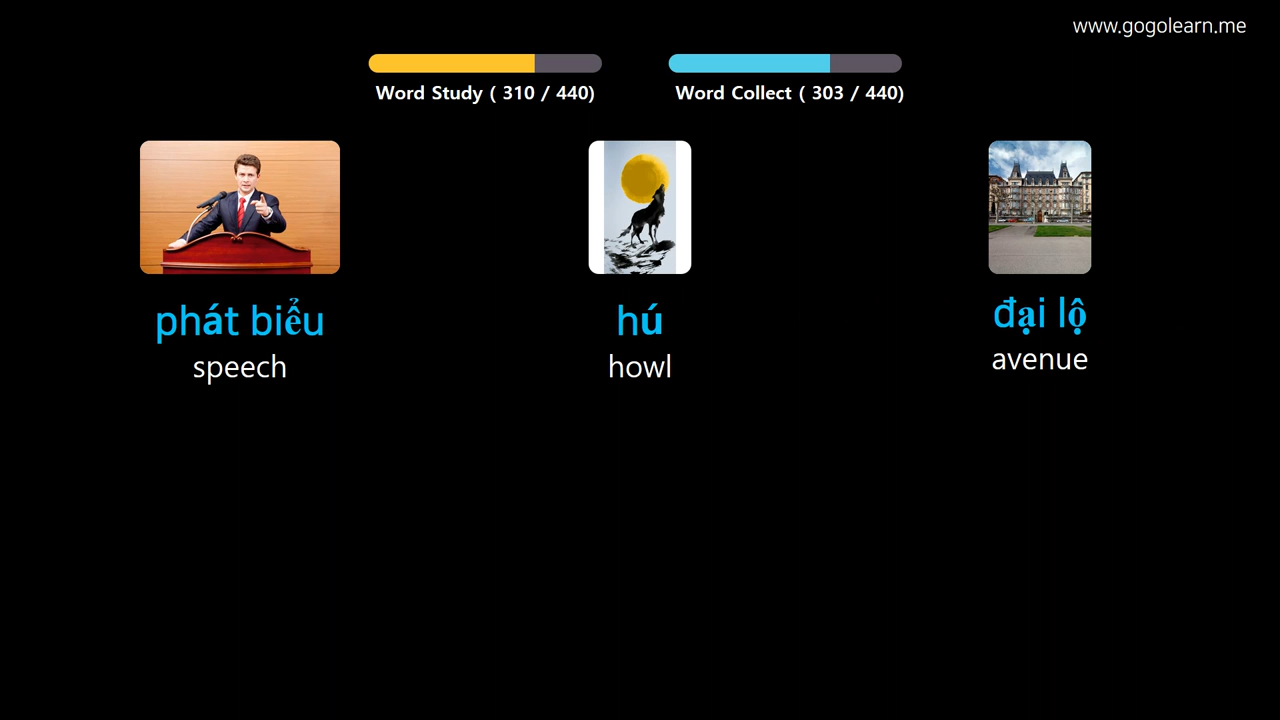 www.gogolearn.me
Word Study ( 310 / 440)
Word Collect ( 303 / 440)
phát biểu
speech
hú
howl
đại lộ
avenue